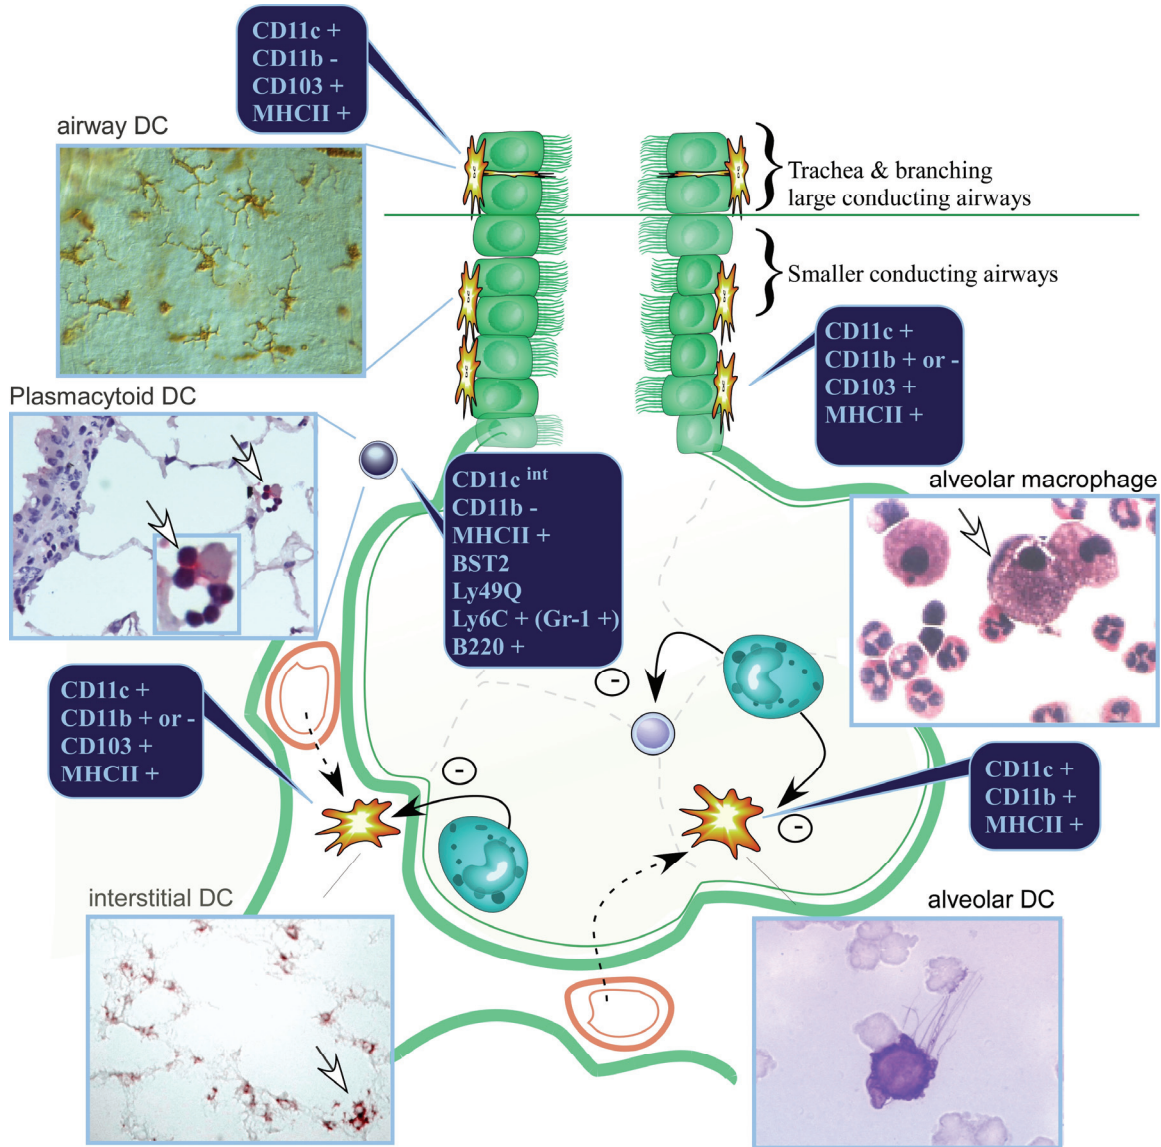 CD11c +
CD11b -
CD103 +
MHCII +
airway DC
Trachea & branching
large conducting airways
Smaller conducting airways
CD11c +
CD11b + or -
CD103 +
MHCII +
Plasmacytoid DC
CD11c int
CD11b -
MHCII +
BST2
Ly49Q
Ly6C + (Gr-1 +)
B220 +
alveolar macrophage
CD11c +
CD11b + or -
CD103 +
MHCII +
-
-
-
CD11c +
CD11b +
MHCII +
interstitial DC
alveolar DC